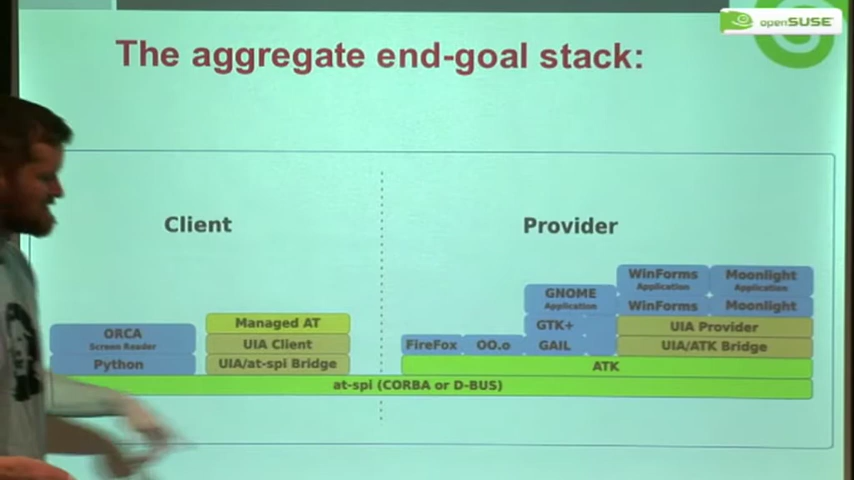 openSUSE
The aggregate end-goal stack:
Client
Provider
ORCA
Screen Reader
Python
Managed AT
UIA Client
UIA/at-spi Bridge
FireFox
OO.o
GNOME
Application
GTK+
GAIL
WinForms
Application
WinForms
Moonlight
Application
Moonlight
UIA Provider
UIA/ATK Bridge
ATK
at-spi (CORBA or D-BUS)